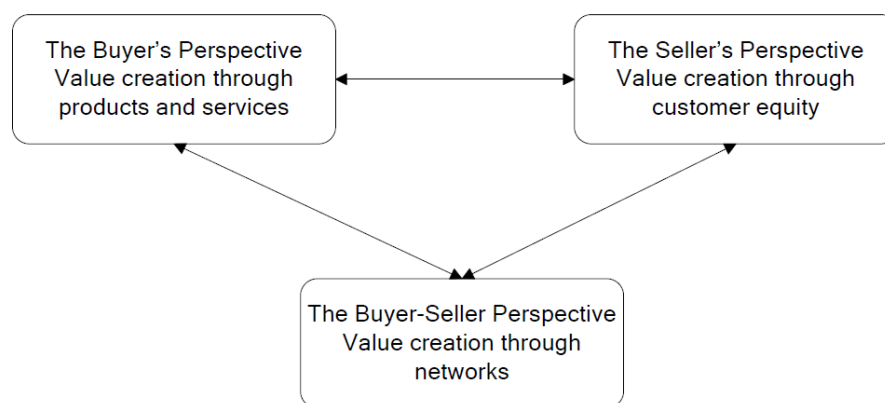 The Buyer’s Perspective
Value creation through
products and services
The Seller’s Perspective
Value creation through
customer equity
The Buyer-Seller Perspective
Value creation through
networks